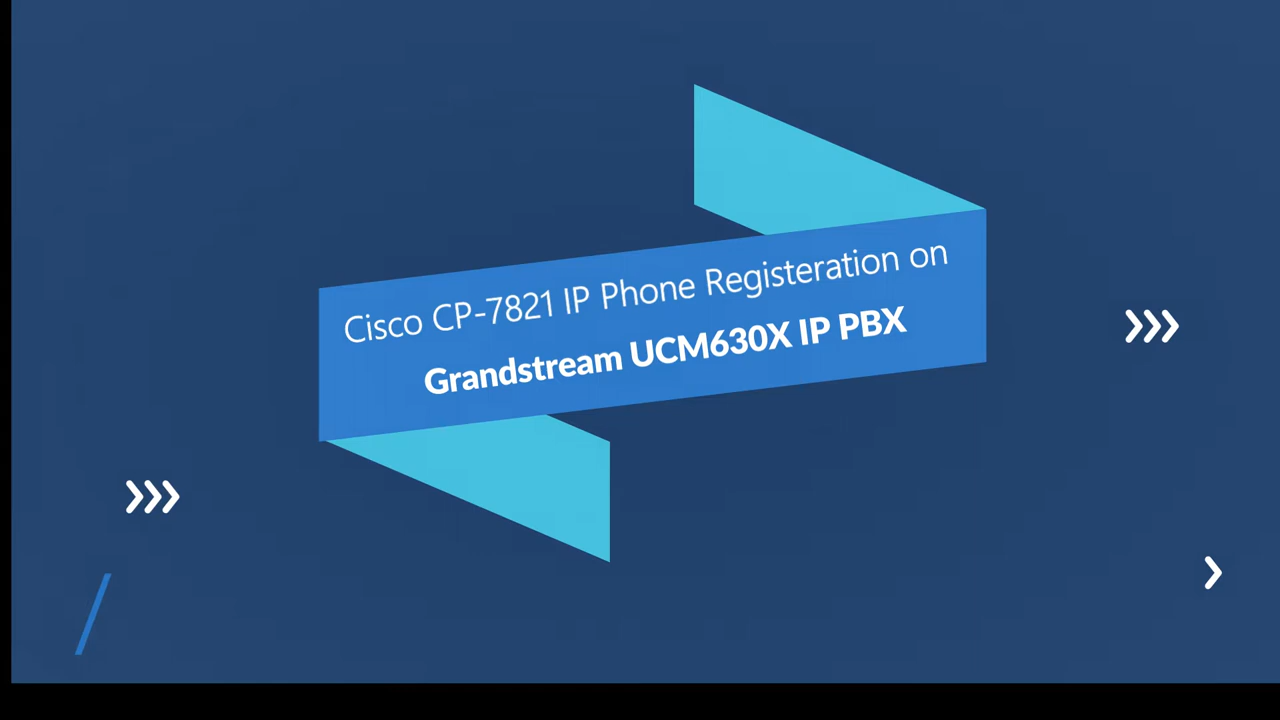 Cisco CP-7821 IP Phone Registeration on
Grandstream UCM630X IP PBX